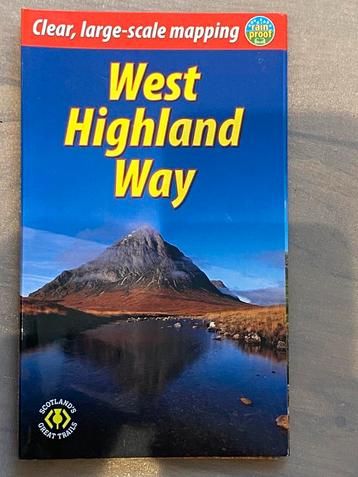 Clear, large-scale mapping
rain
proof
West
Highland
Way
SCOTLAND'S
GREAT TRAILS